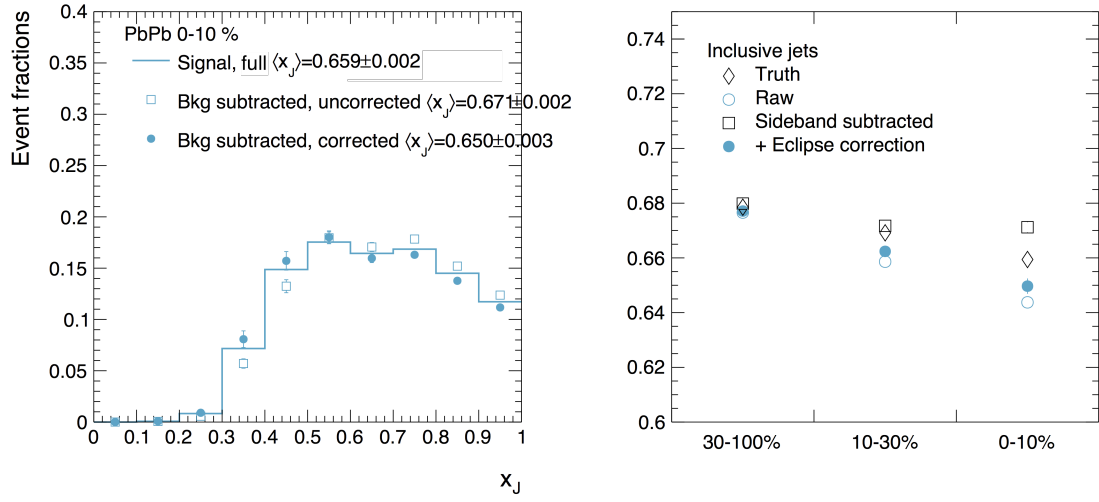 0.4
0.35
0.3
0.25
0.2
0.15
0.1
0.05
0
Event fractions
PbPb 0-10 %
Signal, full ⟨x_J⟩=0.659±0.002
Bkg subtracted, uncorrected ⟨x_J⟩=0.671±0.002
Bkg subtracted, corrected ⟨x_J⟩=0.650±0.003
0 0.1 0.2 0.3 0.4 0.5 0.6 0.7 0.8 0.9 1
x_J
0.74
0.72
0.7
0.68
0.66
0.64
0.62
0.6
Inclusive jets
Truth
Raw
Sideband subtracted
+ Eclipse correction
30-100% 10-30% 0-10%